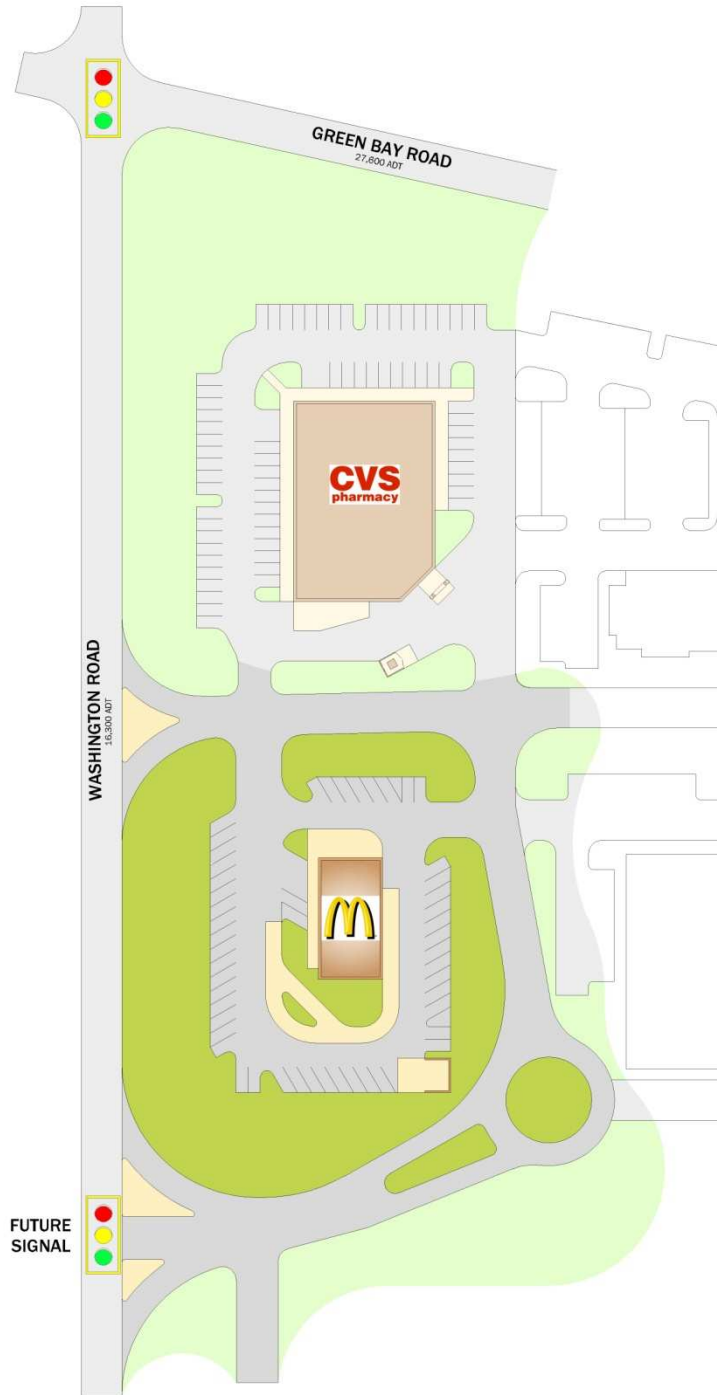 GREEN BAY ROAD
27,600 ADT
CVS
pharmacy
WASHINGTON ROAD
16,300 ADT
M
FUTURE
SIGNAL